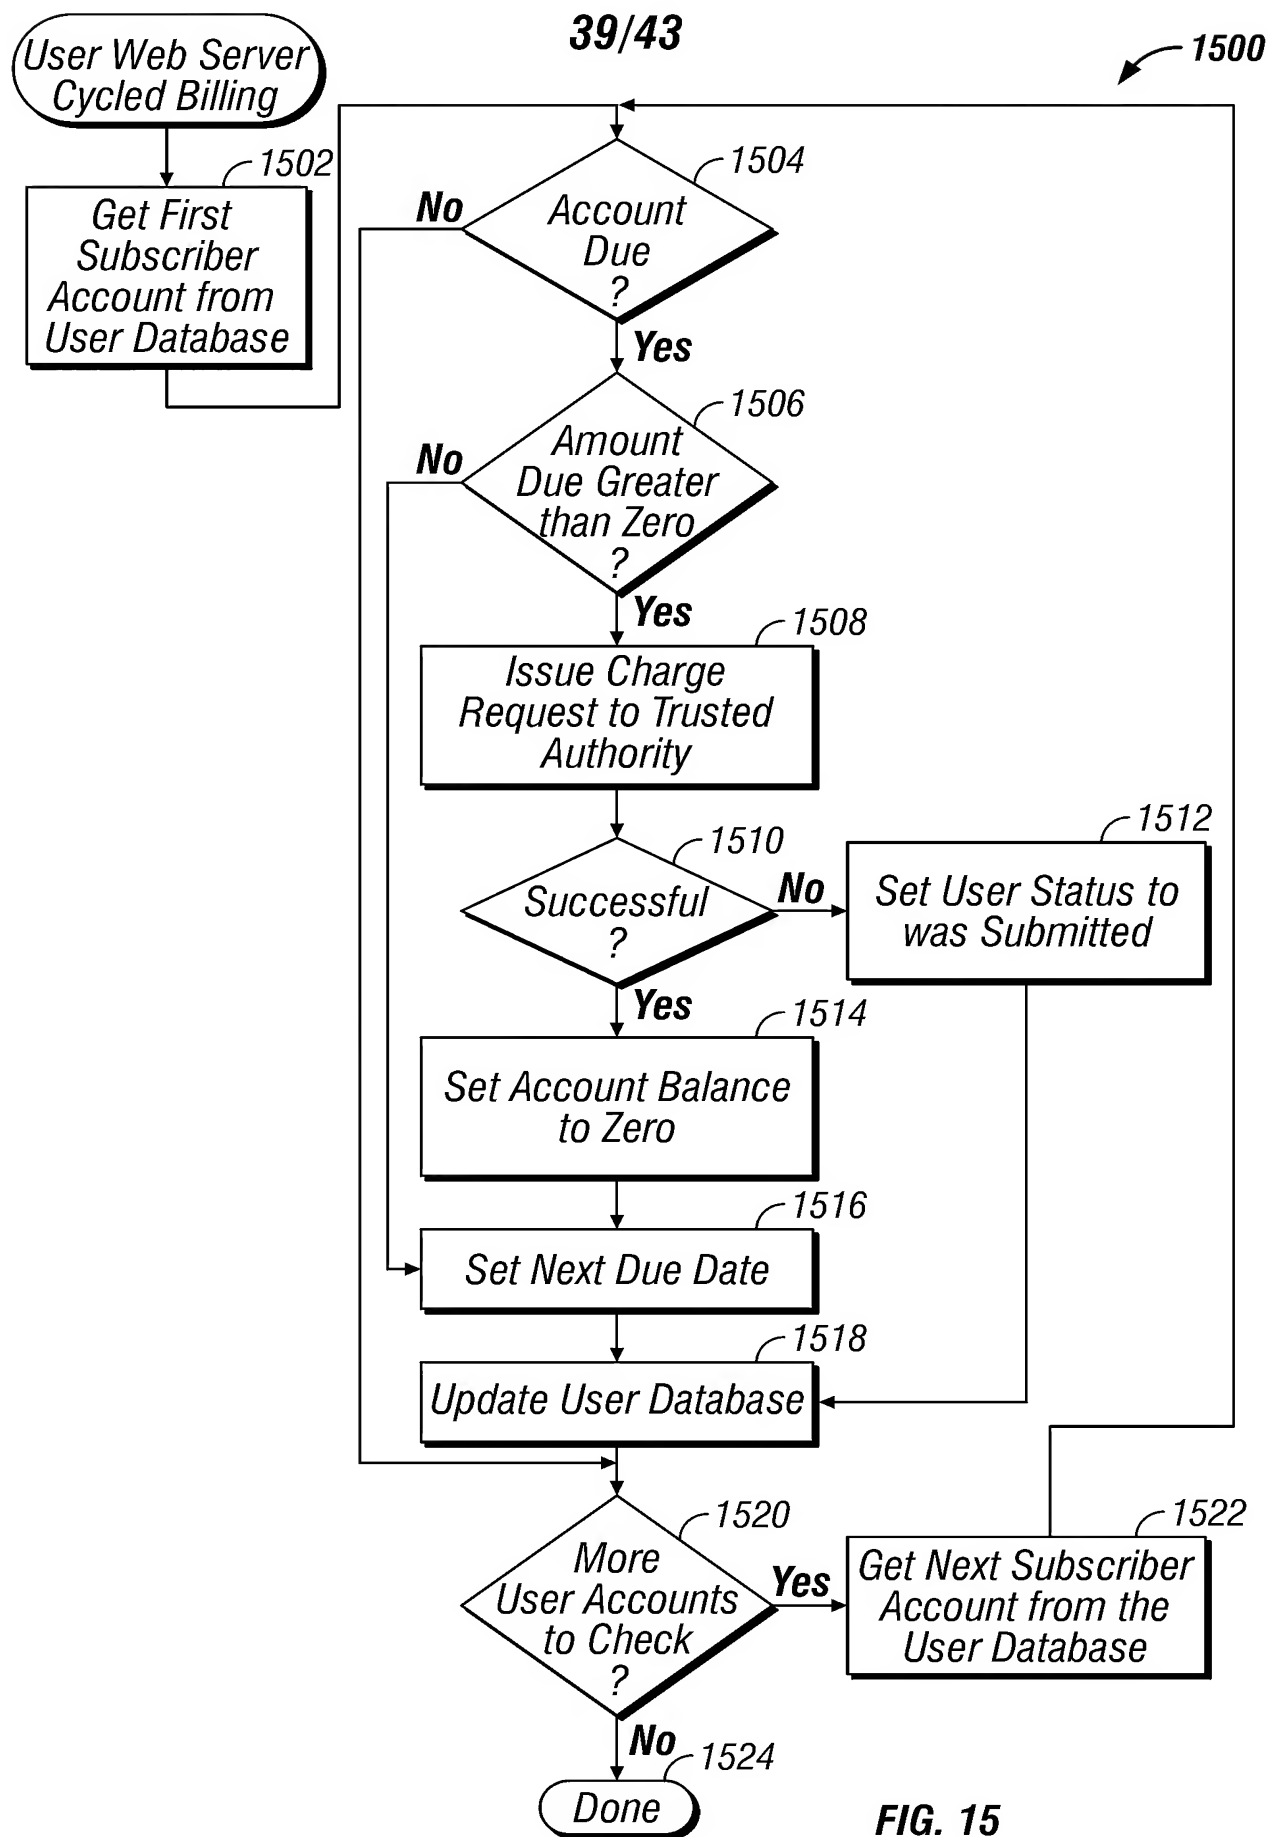 39/43
1500
User Web Server
Cycled Billing
1502
Get First
Subscriber
Account from
User Database
1504
Account
Due
?
No
Yes
1506
Amount
Due Greater
than Zero
?
No
Yes
1508
Issue Charge
Request to Trusted
Authority
1510
Successful
?
No
1512
Set User Status to
was Submitted
Yes
1514
Set Account Balance
to Zero
1516
Set Next Due Date
1518
Update User Database
1520
More
User Accounts
to Check
?
Yes
1522
Get Next Subscriber
Account from the
User Database
No
1524
Done
FIG. 15